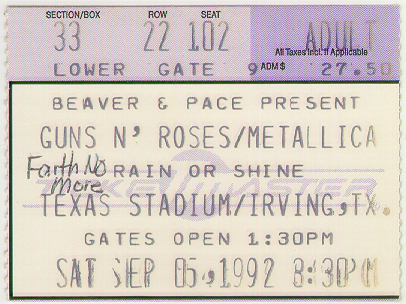 SECTION/BOX ROW SEAT
33 22 102 ADULT
All Taxes Incl. If Applicable
LOWER GATE 9 ADM$ 27.50
BEAVER & PACE PRESENT
GUNS N' ROSES/METALLICA
Faith No More
RAIN OR SHINE
TICKETMASTER
TEXAS STADIUM/IRVING,TX.
GATES OPEN 1:30PM
SAT SEP 05,1992 8:30PM